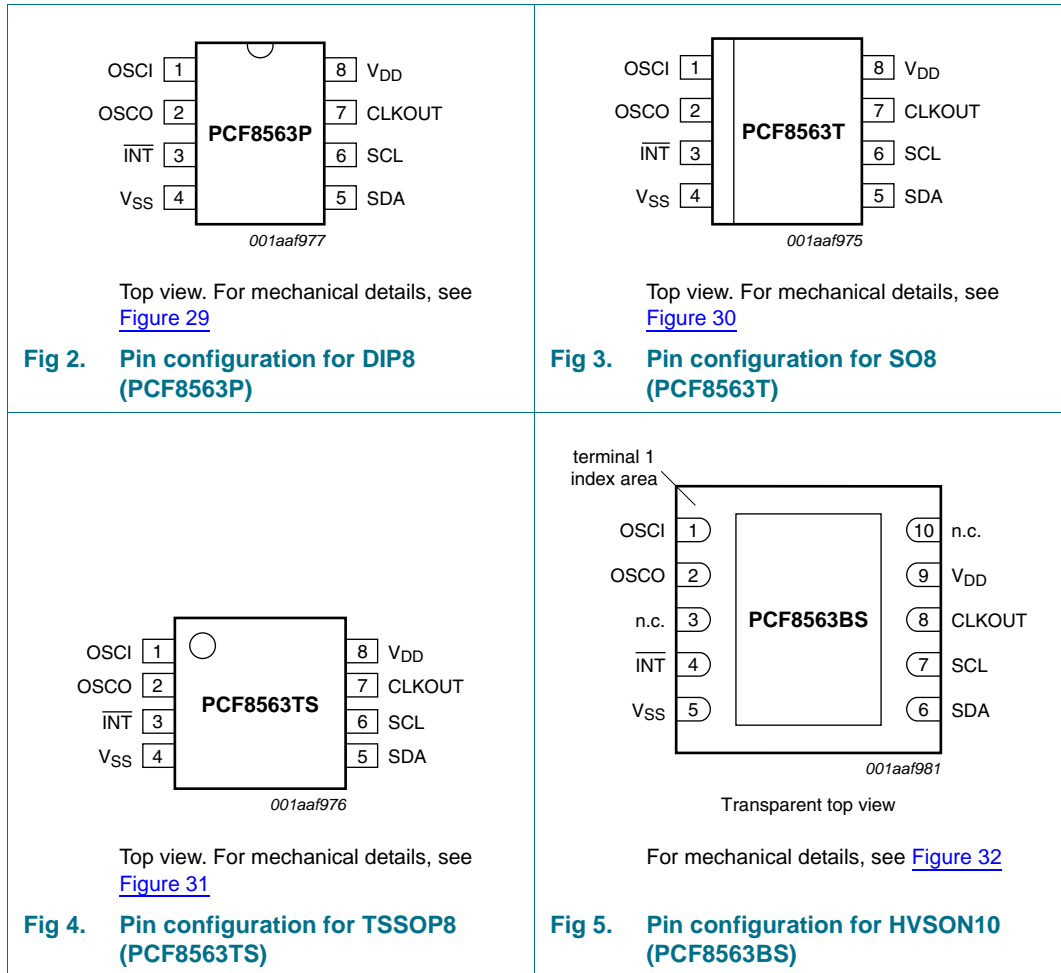 OSCI 1 8 VDD
OSCO 2 7 CLKOUT
PCF8563P
INT 3 6 SCL
VSS 4 5 SDA
001aaf977
Top view. For mechanical details, see
Figure 29
Fig 2. Pin configuration for DIP8
(PCF8563P)
OSCI 1 8 VDD
OSCO 2 7 CLKOUT
PCF8563T
INT 3 6 SCL
VSS 4 5 SDA
001aaf975
Top view. For mechanical details, see
Figure 30
Fig 3. Pin configuration for SO8
(PCF8563T)
OSCI 1 8 VDD
OSCO 2 7 CLKOUT
PCF8563TS
INT 3 6 SCL
VSS 4 5 SDA
001aaf976
Top view. For mechanical details, see
Figure 31
Fig 4. Pin configuration for TSSOP8
(PCF8563TS)
terminal 1
index area
OSCI 1 10 n.c.
OSCO 2 9 VDD
n.c. 3 PCF8563BS 8 CLKOUT
INT 4 7 SCL
VSS 5 6 SDA
001aaf981
Transparent top view
For mechanical details, see Figure 32
Fig 5. Pin configuration for HVSON10
(PCF8563BS)